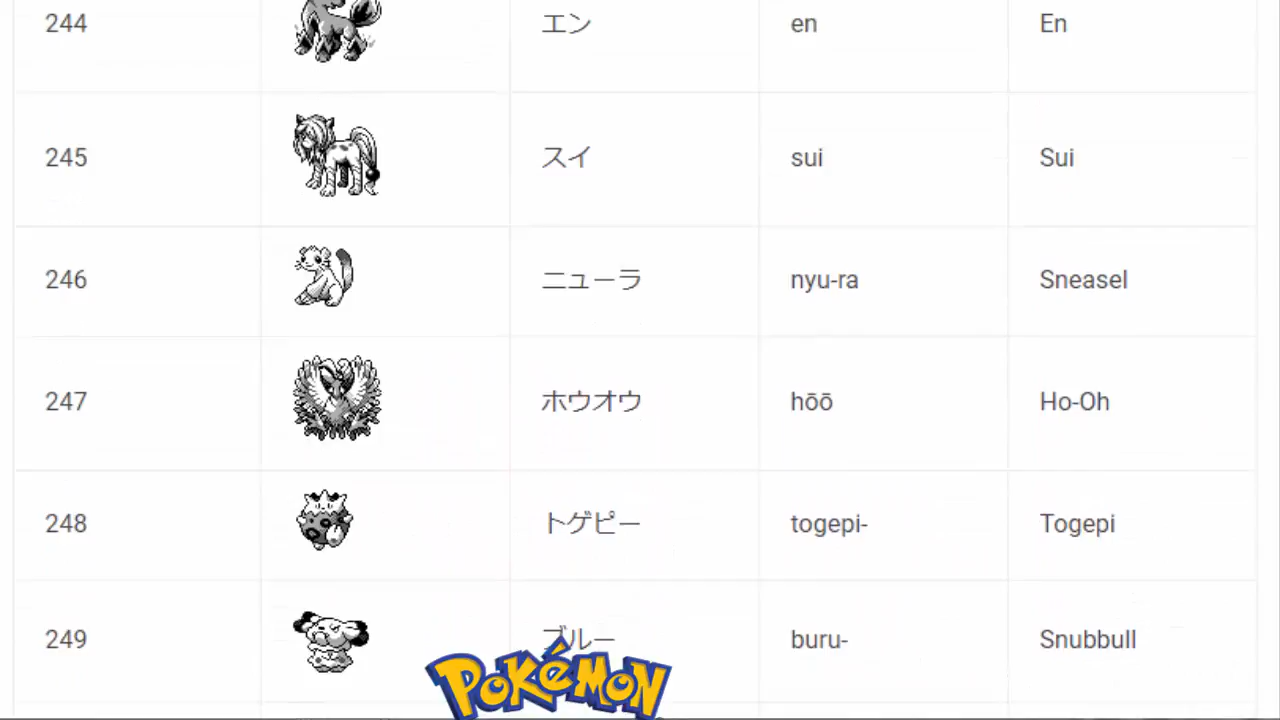 244 エン en En
245 スイ sui Sui
246 ニューラ nyu-ra Sneasel
247 ホウオウ hōō Ho-Oh
248 トゲピー togepi- Togepi
249 ブルー buru- Snubbull
POKéMON